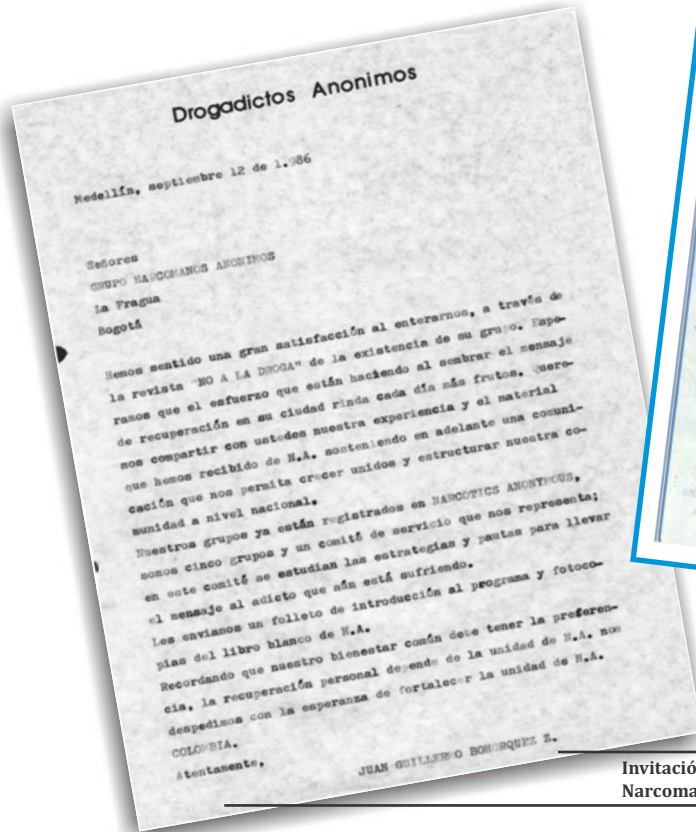 Drogadictos Anonimos
Medellín, septiembre 12 de 1.986
Señores
GRUPO NARCOMANOS ANONIMOS
La Fragua
Bogotá
Hemos sentido una gran satisfacción al enterarnos, a través de
la revista "NO A LA DROGA" de la existencia de su grupo. Espe-
ramos que el esfuerzo que están haciendo al sembrar el mensaje
de recuperación en su ciudad rinda cada día más frutos. Quere-
mos compartir con ustedes nuestra experiencia y el material
que hemos recibido de N.A. sosteniendo en adelante una comuni-
cación que nos permita crecer unidos y estructurar nuestra co-
munidad a nivel nacional.
Nuestros grupos ya están registrados en NARCOTICS ANONYMOUS,
somos cinco grupos y un comité de servicio que nos representa;
en este comité se estudian las estrategias y pautas para llevar
el mensaje al adicto que aún está sufriendo.
Les envianos un folleto de introducción al programa y fotoco-
pias del libro blanco de N.A.
Recordando que nuestro bienestar común debe tener la preferen-
cia, la recuperación personal depende de la unidad de N.A. nos
despedimos con la esperanza de fortalecer la unidad de N.A.
COLOMBIA.
Atentamente,
JUAN GUILLERMO BOHORQUEZ Z.
Invitació
Narcoma